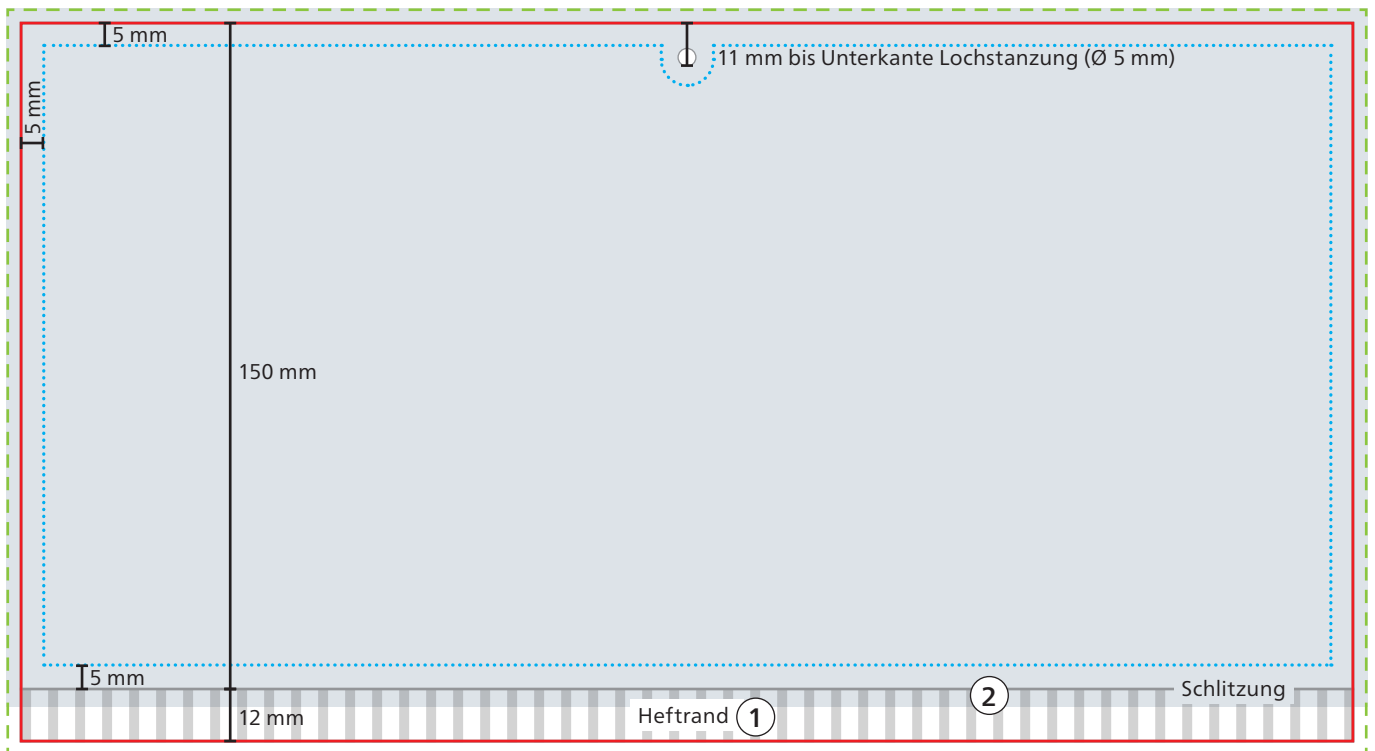 5 mm
11 mm bis Unterkante Lochstanzung (Ø 5 mm)
5 mm
150 mm
5 mm
Schlitzung
2
12 mm
Heftrand 1